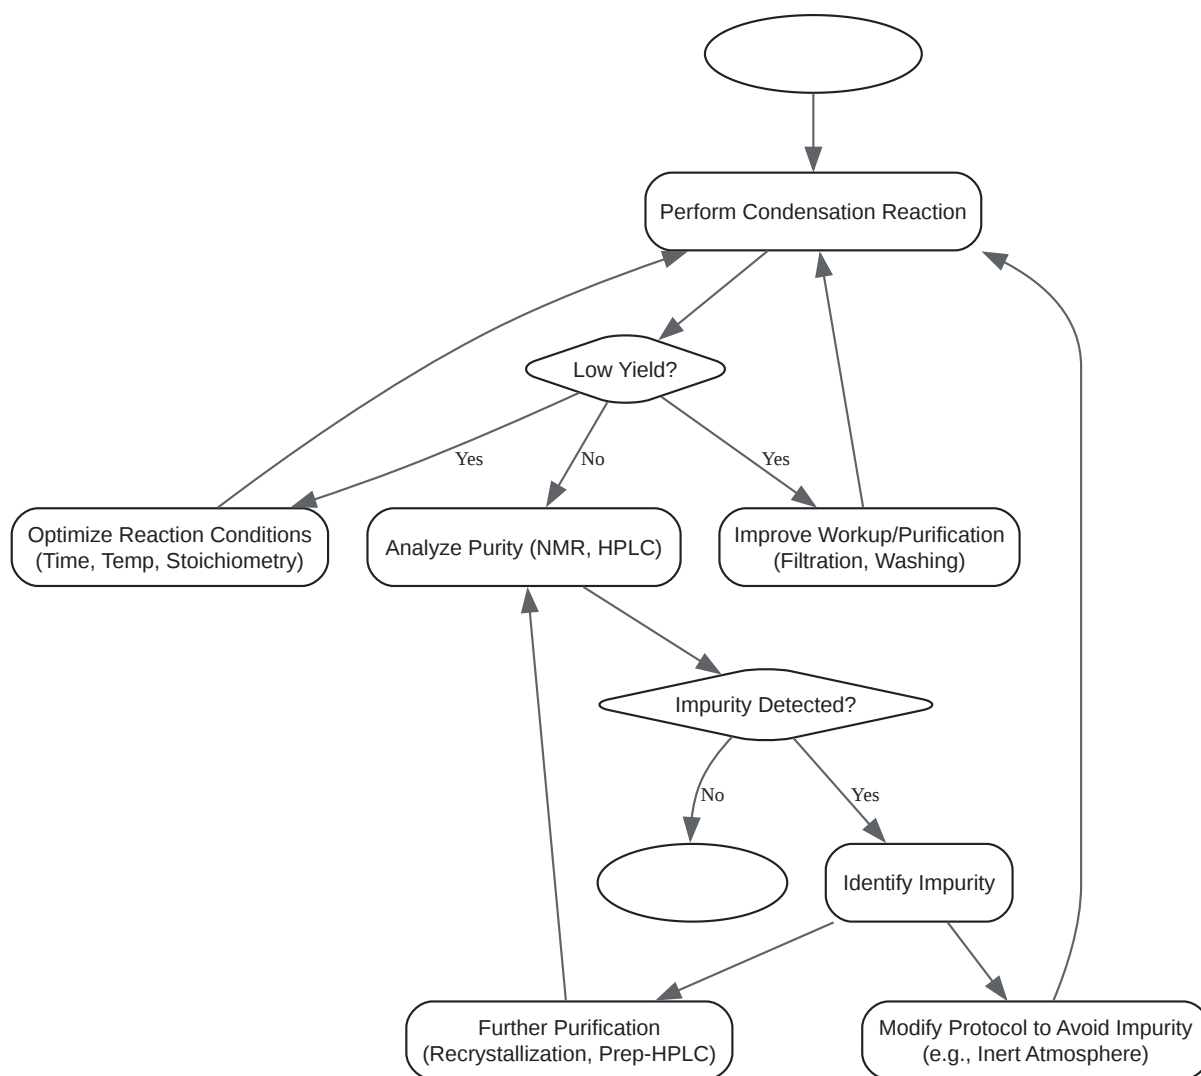 Perform Condensation Reaction
Low Yield?
Yes
No
Yes
Optimize Reaction Conditions
(Time, Temp, Stoichiometry)
Analyze Purity (NMR, HPLC)
Improve Workup/Purification
(Filtration, Washing)
Impurity Detected?
No
Yes
Identify Impurity
Further Purification
(Recrystallization, Prep-HPLC)
Modify Protocol to Avoid Impurity
(e.g., Inert Atmosphere)